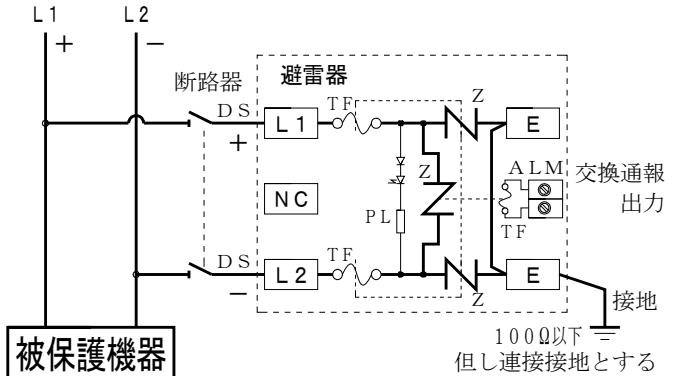 L1
L2
+
−
断路器
避雷器
DS
+
L1
TF
Z
E
NC
Z
PL
ALM
TF
交換通報
出力
DS
−
L2
TF
Z
E
接地
100Ω以下
但し連接接地とする
被保護機器